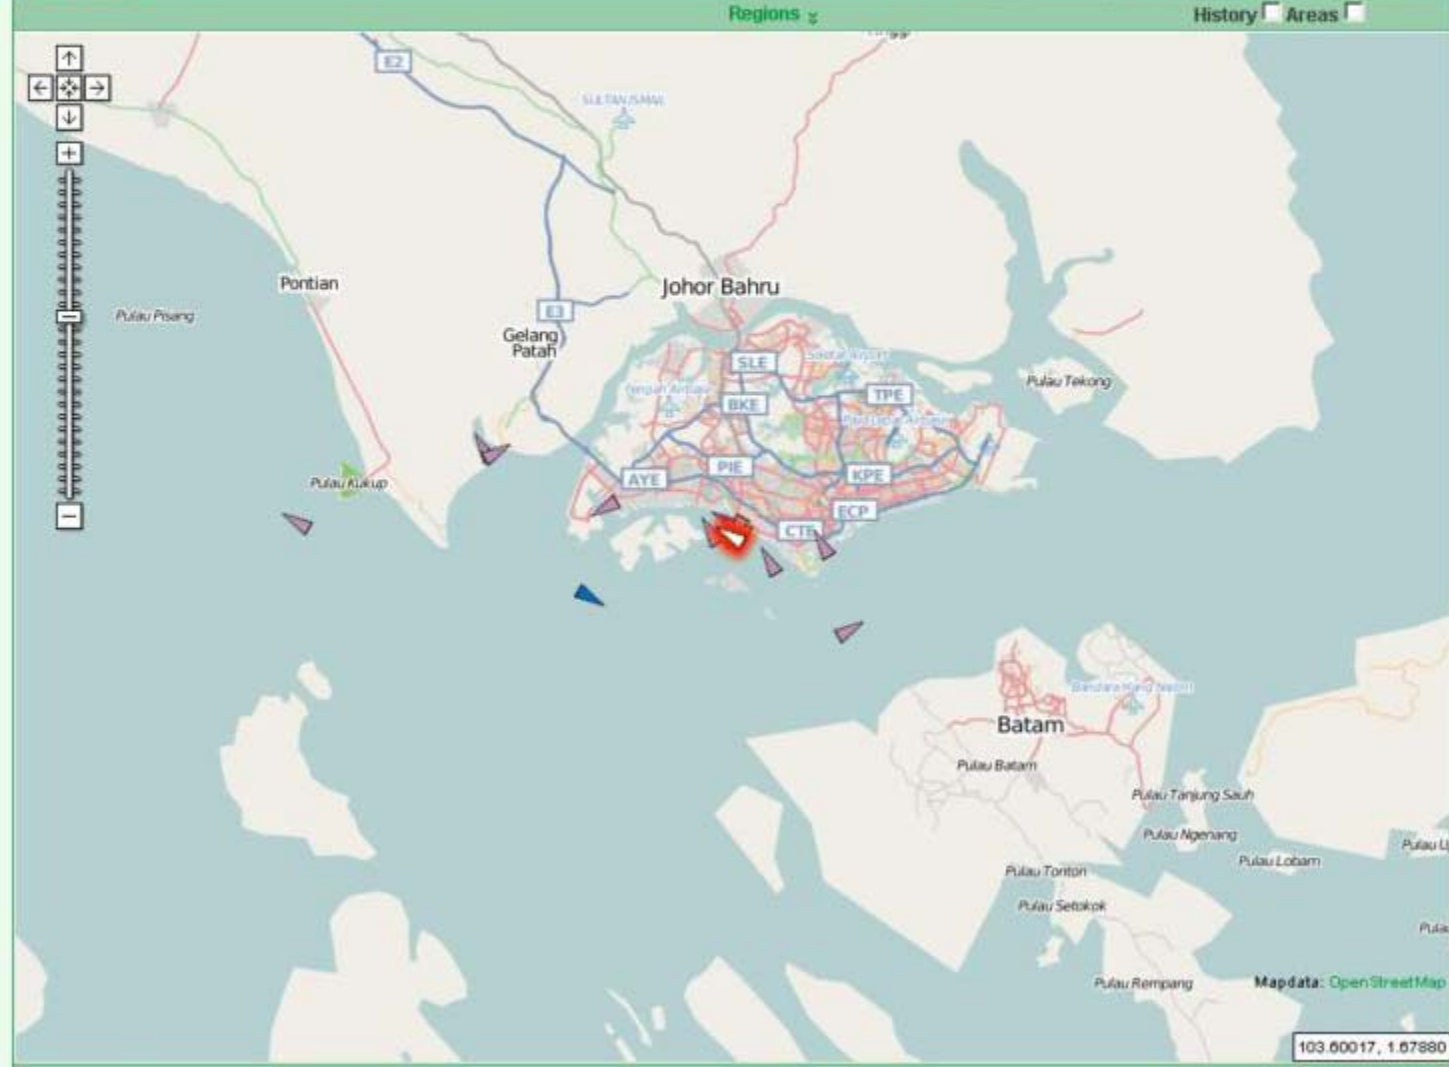 Regions
History Areas
E2
SULTAN ISMAIL
Pontian
Johor Bahru
Pulau Pisang
E3
Gelang
Patah
SLE
Pulau Tekong
BKE
TPE
PIE
AYE
KPE
Pulau Kukup
ECP
CTE
Batam
Pulau Batam
Pulau Tanjung Sauh
Pulau Ngenang
Pulau Lobam
Pulau Tonton
Pulau Setokok
Pulau Rempang
Mapdata: OpenStreetMap
103.60017, 1.67880